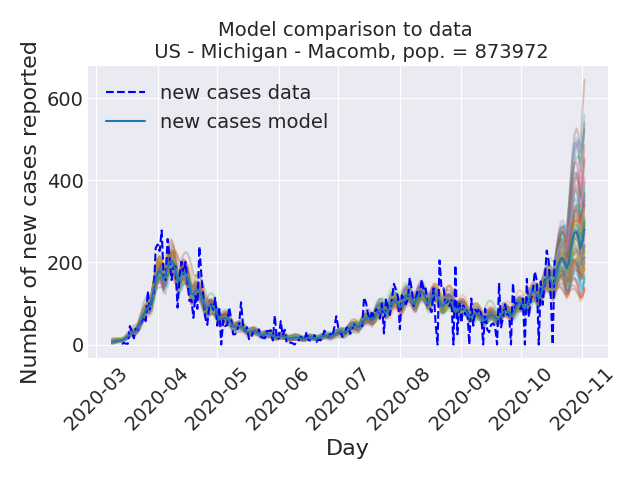 Model comparison to data
US - Michigan - Macomb, pop. = 873972
Number of new cases reported
600
400
200
0
new cases data
new cases model
2020-03
2020-04
2020-05
2020-06
2020-07
2020-08
2020-09
2020-10
2020-11
Day